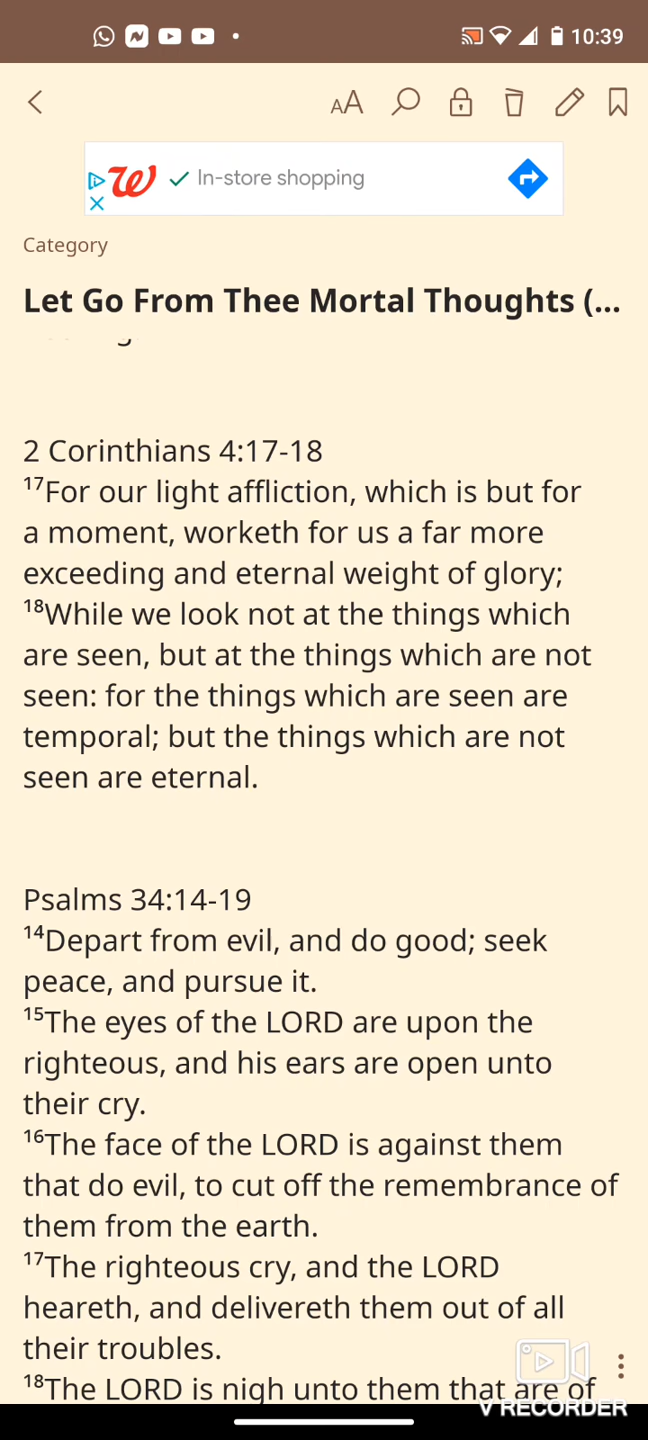 10:39
AA
W ✓ In-store shopping
Category
Let Go From Thee Mortal Thoughts (...
2 Corinthians 4:17-18
¹⁷For our light affliction, which is but for
a moment, worketh for us a far more
exceeding and eternal weight of glory;
¹⁸While we look not at the things which
are seen, but at the things which are not
seen: for the things which are seen are
temporal; but the things which are not
seen are eternal.
Psalms 34:14-19
¹⁴Depart from evil, and do good; seek
peace, and pursue it.
¹⁵The eyes of the LORD are upon the
righteous, and his ears are open unto
their cry.
¹⁶The face of the LORD is against them
that do evil, to cut off the remembrance of
them from the earth.
¹⁷The righteous cry, and the LORD
heareth, and delivereth them out of all
their troubles.
¹⁸The LORD is nigh unto them that are of
V RECORDER